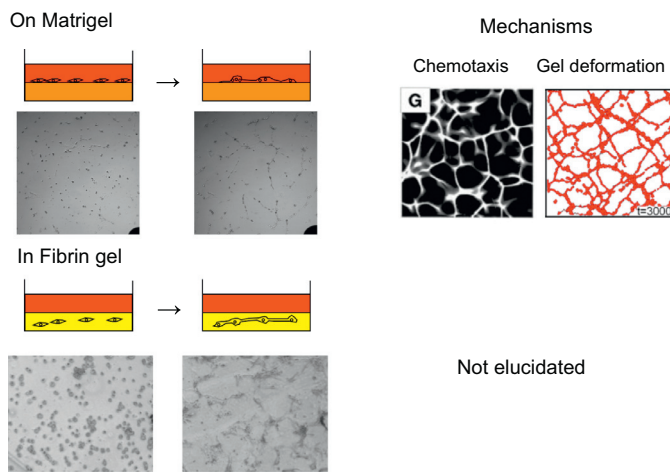 On Matrigel
Mechanisms
Chemotaxis
Gel deformation
G
t=3000
In Fibrin gel
Not elucidated